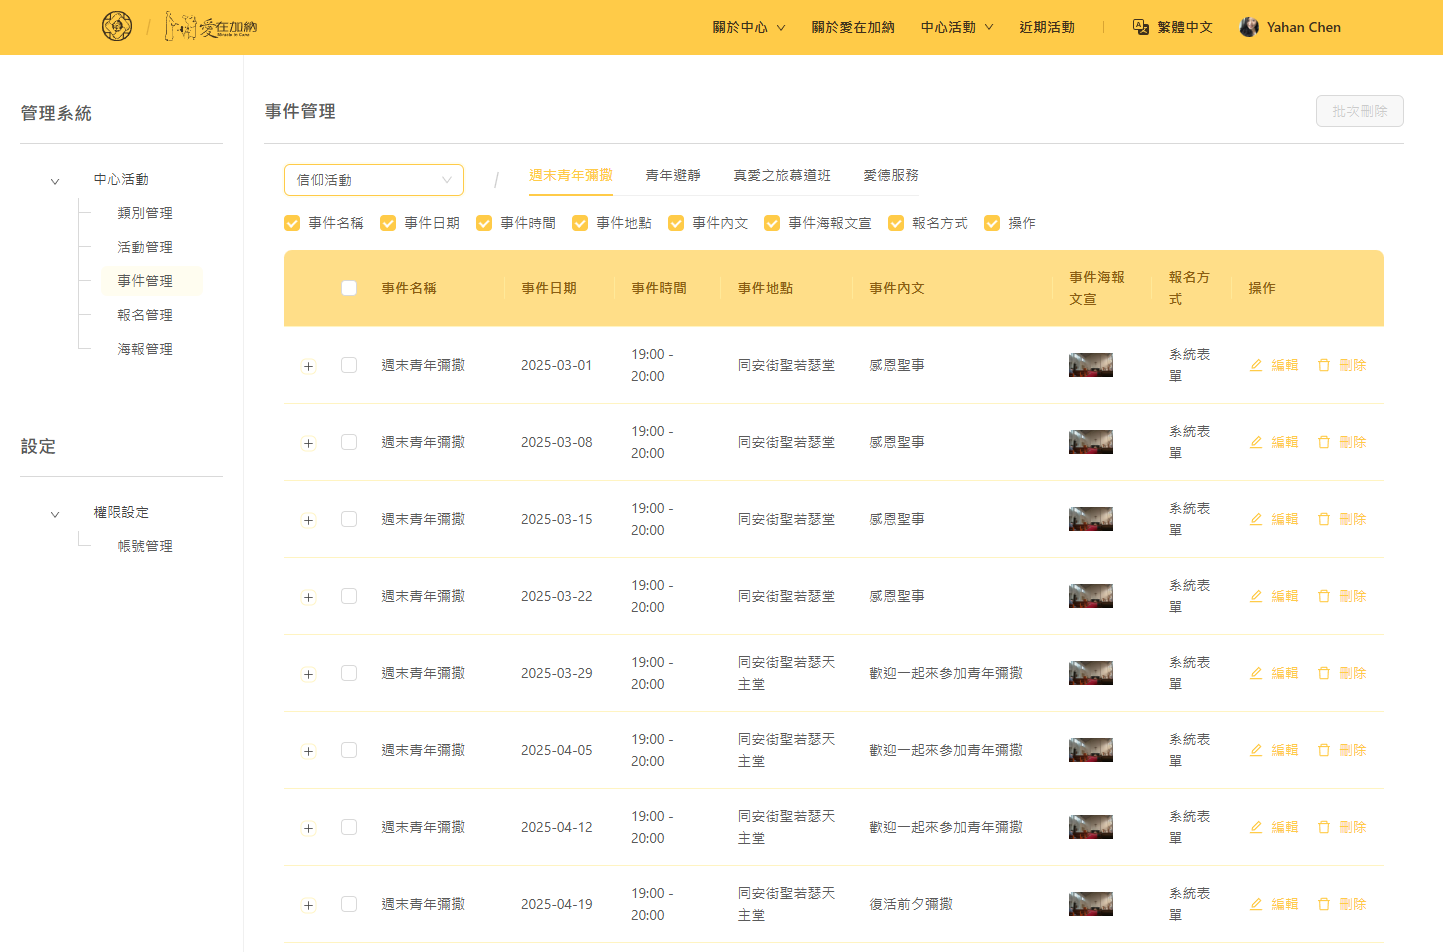 愛在加納
Miracle in Cana
關於中心
關於愛在加納
中心活動
近期活動
繁體中文
Yahan Chen
管理系統
中心活動
類別管理
活動管理
事件管理
報名管理
海報管理
設定
權限設定
帳號管理
事件管理
批次刪除
信仰活動
/
週末青年彌撒
青年避靜
真愛之旅慕道班
愛德服務
事件名稱
事件日期
事件時間
事件地點
事件內文
事件海報文宣
報名方式
操作
事件名稱
事件日期
事件時間
事件地點
事件內文
事件海報
文宣
報名方
式
操作
週末青年彌撒
2025-03-01
19:00 -
20:00
同安街聖若瑟堂
感恩聖事
系統表
單
編輯
刪除
週末青年彌撒
2025-03-08
19:00 -
20:00
同安街聖若瑟堂
感恩聖事
系統表
單
編輯
刪除
週末青年彌撒
2025-03-15
19:00 -
20:00
同安街聖若瑟堂
感恩聖事
系統表
單
編輯
刪除
週末青年彌撒
2025-03-22
19:00 -
20:00
同安街聖若瑟堂
感恩聖事
系統表
單
編輯
刪除
週末青年彌撒
2025-03-29
19:00 -
20:00
同安街聖若瑟天
主堂
歡迎一起來參加青年彌撒
系統表
單
編輯
刪除
週末青年彌撒
2025-04-05
19:00 -
20:00
同安街聖若瑟天
主堂
歡迎一起來參加青年彌撒
系統表
單
編輯
刪除
週末青年彌撒
2025-04-12
19:00 -
20:00
同安街聖若瑟天
主堂
歡迎一起來參加青年彌撒
系統表
單
編輯
刪除
週末青年彌撒
2025-04-19
19:00 -
20:00
同安街聖若瑟天
主堂
復活前夕彌撒
系統表
單
編輯
刪除